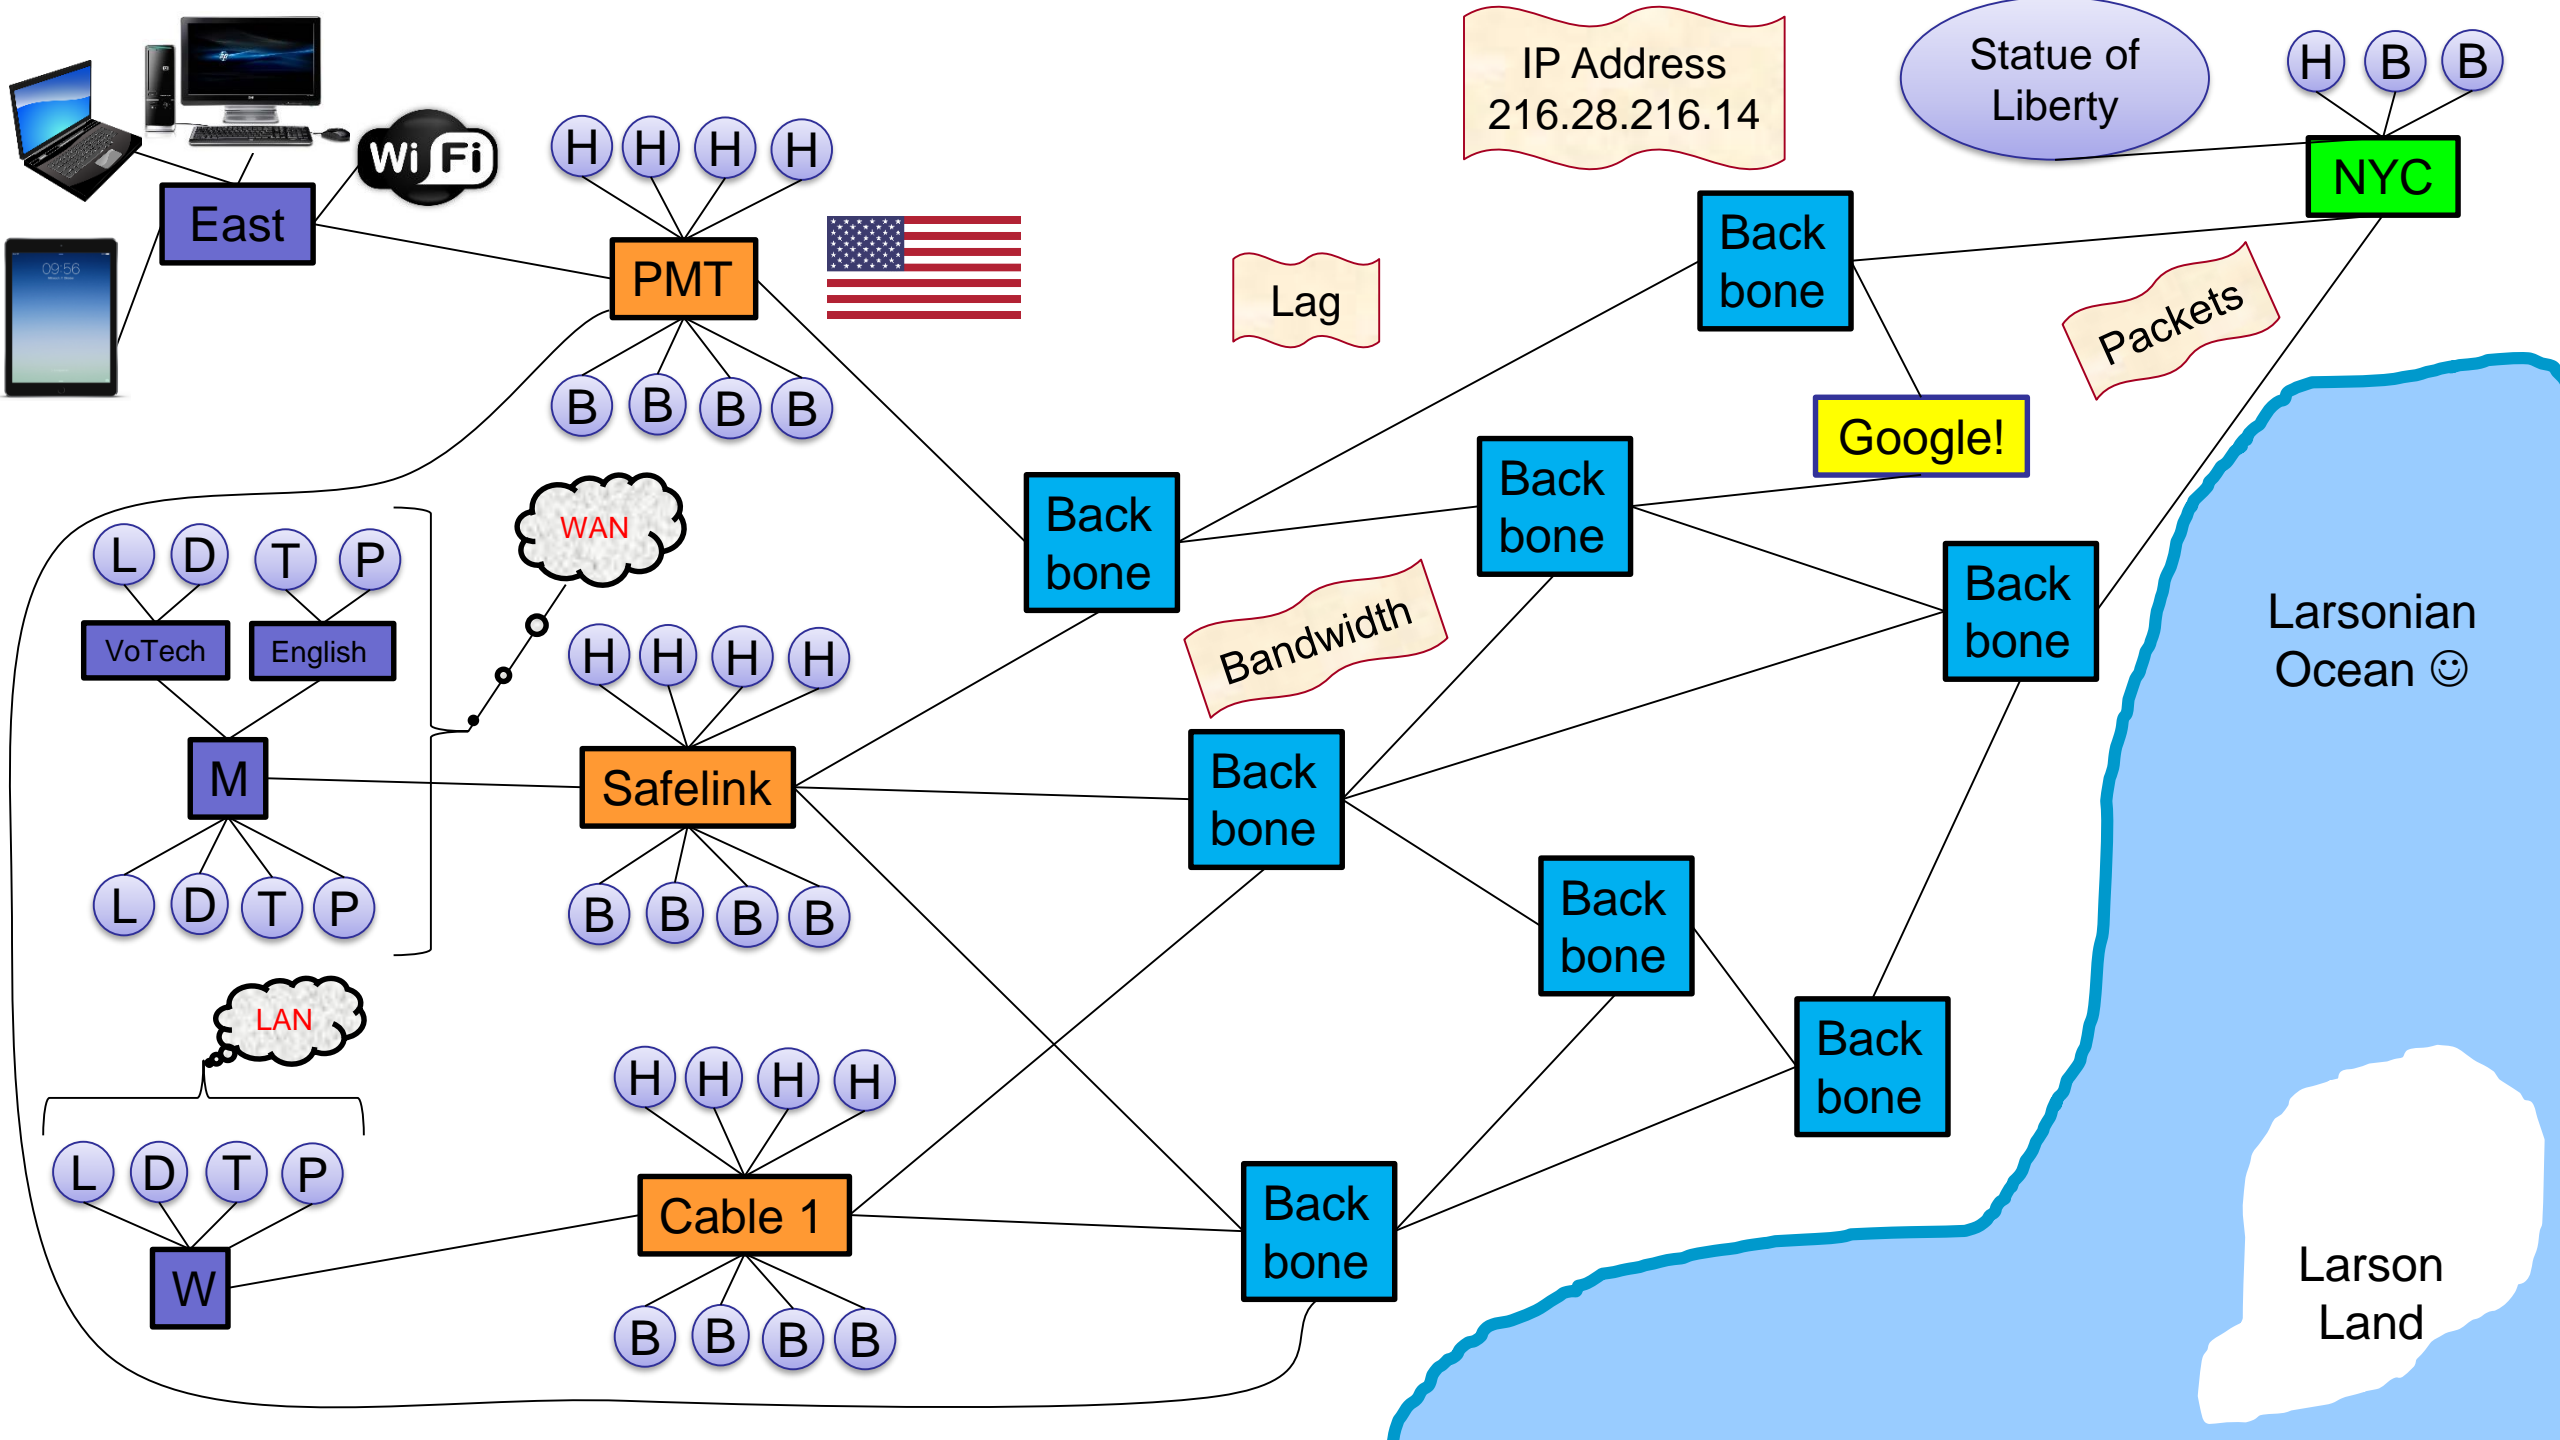 IP Address
216.28.216.14
Statue of
Liberty
H B B
NYC
Wi Fi
East
09:56
H H H H
PMT
B B B B
Lag
Back
bone
Packets
Google!
WAN
L D T P
VoTech English
M
L D T P
H H H H
Safelink
B B B B
Back
bone
Back
bone
Bandwidth
Back
bone
Back
bone
Back
bone
Back
bone
Larsonian
Ocean ☺
LAN
L D T P
W
H H H H
Cable 1
B B B B
Back
bone
Larson
Land